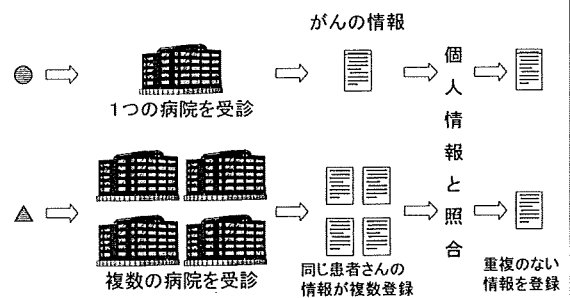 がんの情報
1つの病院を受診
個人情報と照合
複数の病院を受診
同じ患者さんの
情報が複数登録
重複のない
情報を登録